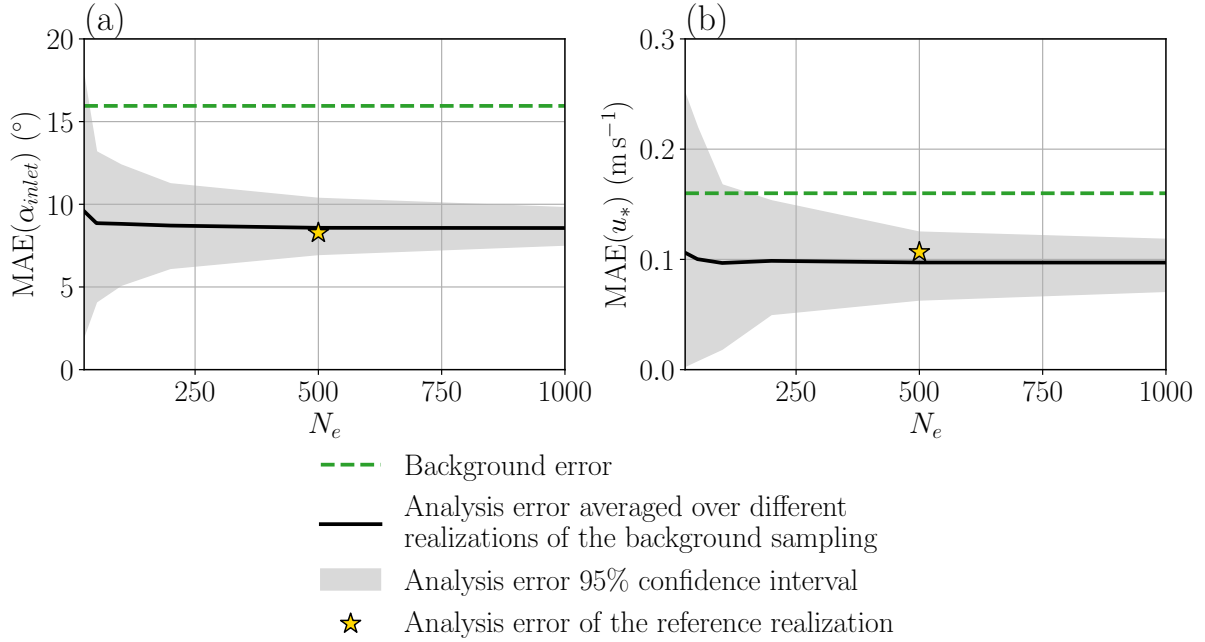 (a)
(b)
20
15
10
5
0
MAE(α_inlet) (°)
250 500 750 1000
N_e
0.3
0.2
0.1
0.0
MAE(u_*) (m s⁻¹)
250 500 750 1000
N_e
Background error
Analysis error averaged over different
realizations of the background sampling
Analysis error 95% confidence interval
Analysis error of the reference realization